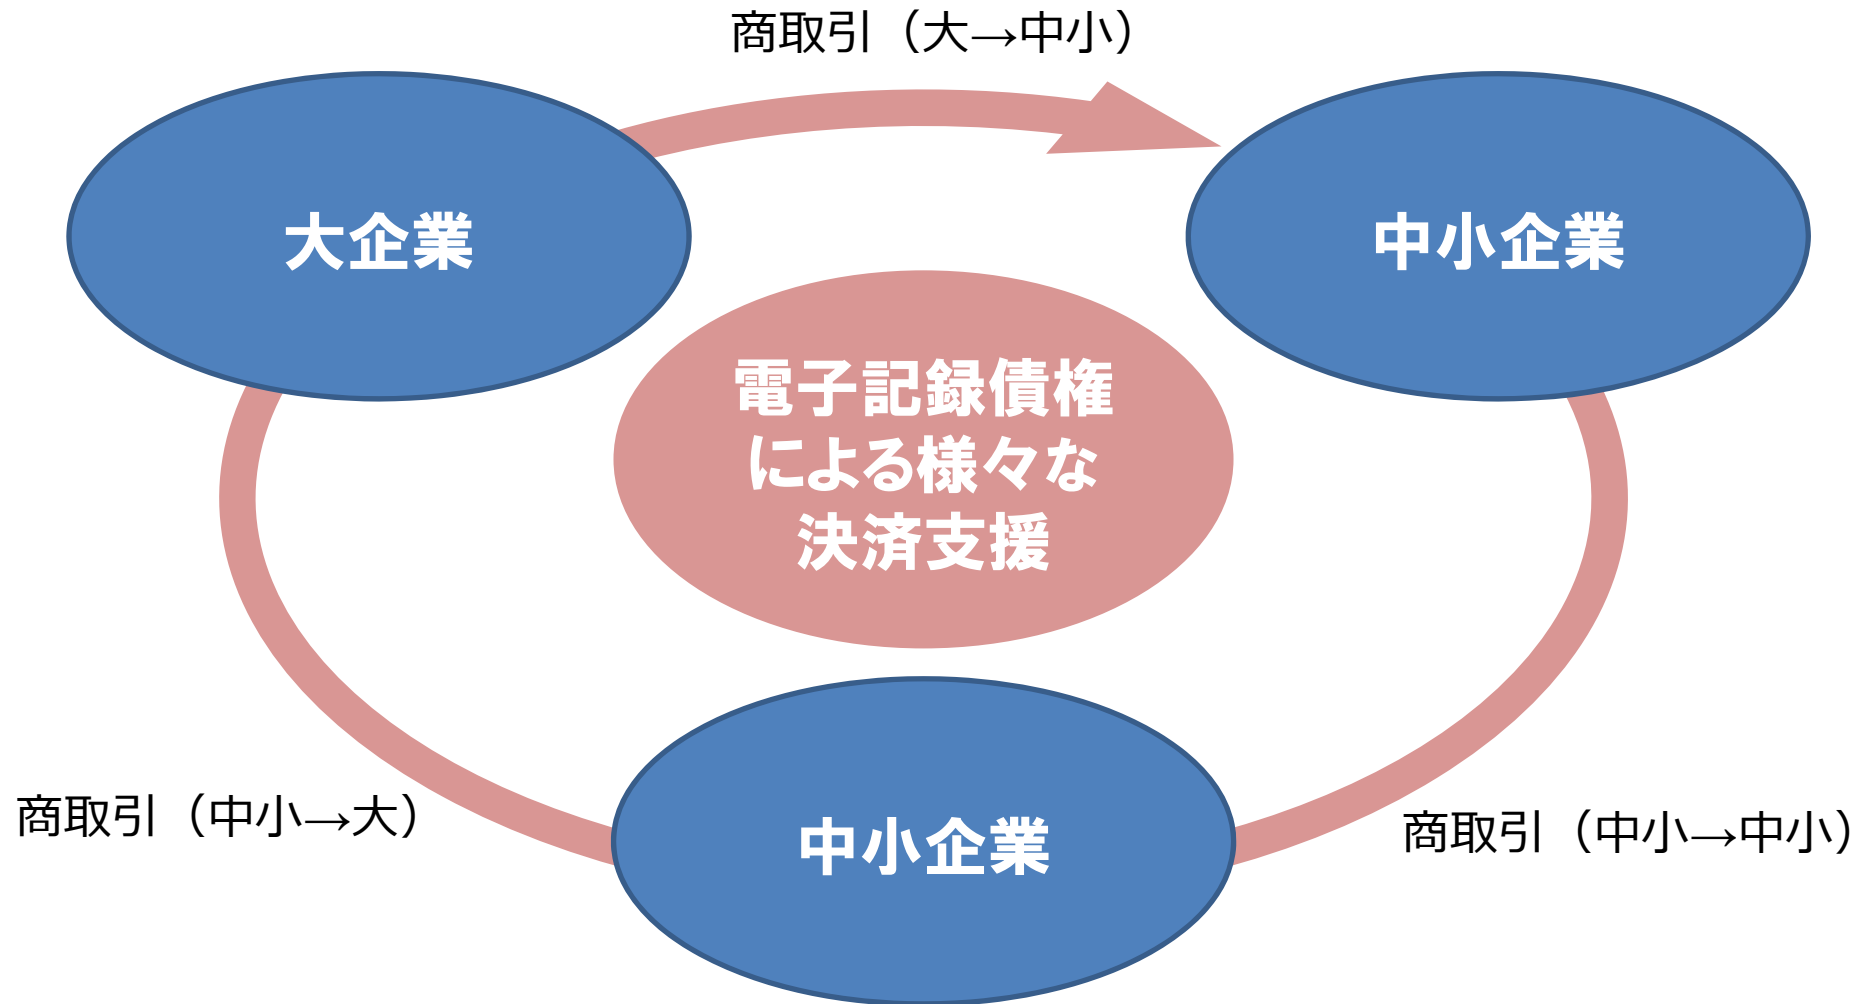 商取引（大→中小）
大企業
中小企業
電子記録債権
による様々な
決済支援
商取引（中小→大）
中小企業
商取引（中小→中小）